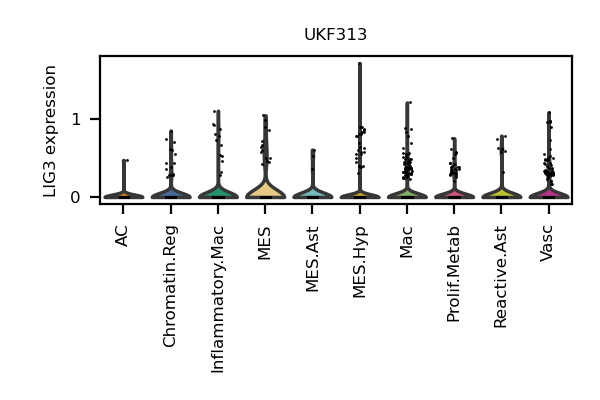 UKF313
LIG3 expression
1
0
AC
Chromatin.Reg
Inflammatory.Mac
MES
MES.Ast
MES.Hyp
Mac
Prolif.Metab
Reactive.Ast
Vasc